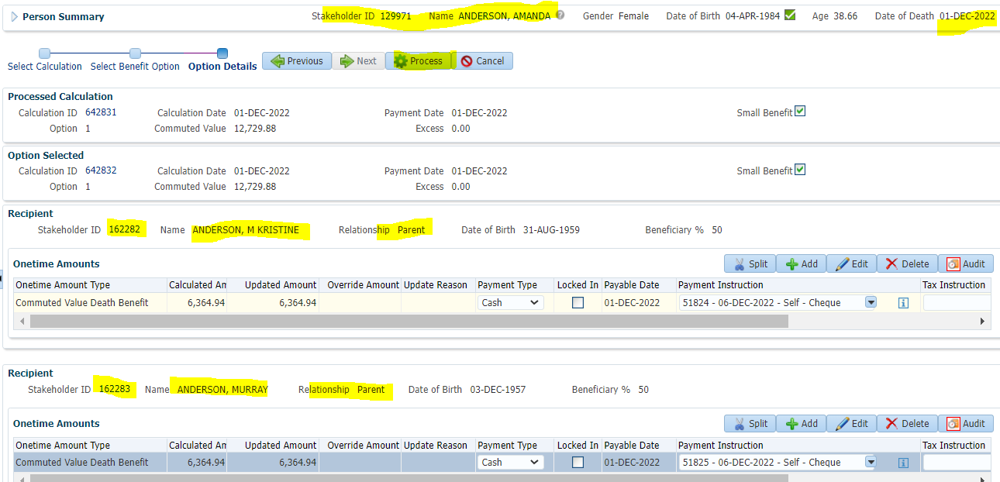 Person Summary Stakeholder ID 129971 Name ANDERSON, AMANDA Gender Female Date of Birth 04-APR-1984 Age 38.66 Date of Death 01-DEC-2022
Previous Next Process Cancel
Select Calculation Select Benefit Option Option Details
Processed Calculation
Calculation ID 642831 Calculation Date 01-DEC-2022 Payment Date 01-DEC-2022 Small Benefit
Option 1 Commuted Value 12,729.88 Excess 0.00
Option Selected
Calculation ID 642832 Calculation Date 01-DEC-2022 Payment Date 01-DEC-2022 Small Benefit
Option 1 Commuted Value 12,729.88 Excess 0.00
Recipient
Stakeholder ID 162282 Name ANDERSON, M KRISTINE Relationship Parent Date of Birth 31-AUG-1959 Beneficiary % 50
Onetime Amounts Split Add Edit Delete Audit
Onetime Amount Type Calculated Am Updated Amount Override Amount Update Reason Payment Type Locked In Payable Date Payment Instruction Tax Instruction
Commuted Value Death Benefit 6,364.94 6,364.94 Cash 01-DEC-2022 51824 - 06-DEC-2022 - Self - Cheque
Recipient
Stakeholder ID 162283 Name ANDERSON, MURRAY Relationship Parent Date of Birth 03-DEC-1957 Beneficiary % 50
Onetime Amounts Split Add Edit Delete Audit
Onetime Amount Type Calculated Am Updated Amount Override Amount Update Reason Payment Type Locked In Payable Date Payment Instruction Tax Instruction
Commuted Value Death Benefit 6,364.94 6,364.94 Cash 01-DEC-2022 51825 - 06-DEC-2022 - Self - Cheque